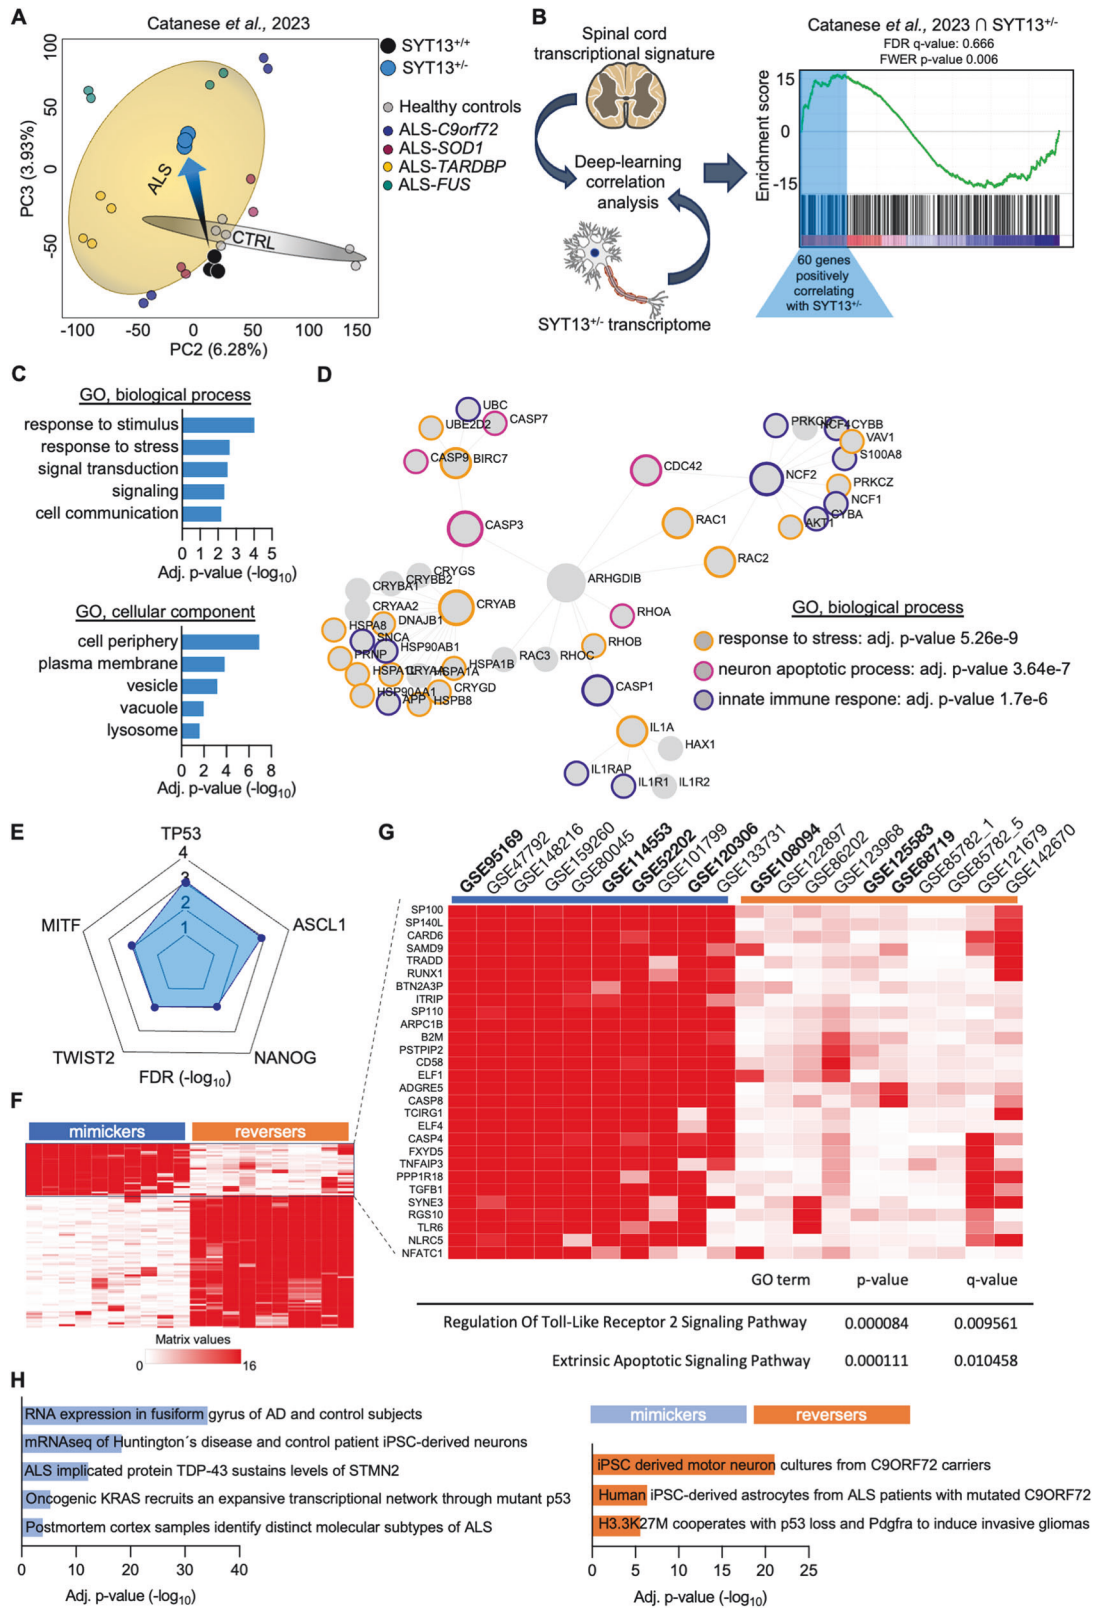 A
Catanese et al., 2023
SYT13+/+
SYT13+/-
Healthy controls
ALS-C9orf72
ALS-SOD1
ALS-TARDBP
ALS-FUS
ALS
CTRL
PC3 (3.93%)
100
50
0
-50
-100
-50
0
50
100
150
PC2 (6.28%)
B
Spinal cord
transcriptional signature
Deep-learning
correlation
analysis
SYT13+/- transcriptome
Catanese et al., 2023 ∩ SYT13+/-
FDR q-value: 0.666
FWER p-value 0.006
Enrichment score
15
0
-15
60 genes
positively
correlating
with SYT13+/-
C
GO, biological process
response to stimulus
response to stress
signal transduction
signaling
cell communication
0 1 2 3 4 5
Adj. p-value (-log10)
GO, cellular component
cell periphery
plasma membrane
vesicle
vacuole
lysosome
0 2 4 6 8
Adj. p-value (-log10)
D
UBC
UBE2D2
CASP7
CASP9
BIRC7
CASP3
CDC42
PRKCD
NCF4
CYBB
VAV1
S100A8
NCF2
PRKCZ
NCF1
CYBA
AKT1
RAC1
RAC2
ARHGDIB
CRYGS
CRYBB2
CRYBA1
CRYAA2
CRYAB
DNAJB1
HSPA8
SNCA
HSP90AB1
PRNP
HSPA1B
HSPA1A
CRYGD
HSP90AA1
APP
HSPB8
RAC3
RHOC
RHOB
RHOA
CASP1
IL1A
HAX1
IL1RAP
IL1R1
IL1R2
GO, biological process
response to stress: adj. p-value 5.26e-9
neuron apoptotic process: adj. p-value 3.64e-7
innate immune respone: adj. p-value 1.7e-6
E
TP53
4
3
2
1
MITF
ASCL1
TWIST2
NANOG
FDR (-log10)
F
mimickers
reversers
Matrix values
0
16
G
GSE95169
GSE47792
GSE148216
GSE159260
GSE80045
GSE114553
GSE52202
GSE101799
GSE120306
GSE133731
GSE108094
GSE122897
GSE86202
GSE123968
GSE125583
GSE68719
GSE85782_1
GSE85782_5
GSE121679
GSE142670
SP100
SP140L
CARD6
SAMD9
TRADD
RUNX1
BTN2A3P
ITRIP
SP110
ARPC1B
B2M
PSTPIP2
CD58
ELF1
ADGRE5
CASP8
TCIRG1
ELF4
CASP4
FXYD5
TNFAIP3
PPP1R18
TGFB1
SYNE3
RGS10
TLR6
NLRC5
NFATC1
GO term p-value q-value
Regulation Of Toll-Like Receptor 2 Signaling Pathway 0.000084 0.009561
Extrinsic Apoptotic Signaling Pathway 0.000111 0.010458
H
RNA expression in fusiform gyrus of AD and control subjects
mRNAseq of Huntington´s disease and control patient iPSC-derived neurons
ALS implicated protein TDP-43 sustains levels of STMN2
Oncogenic KRAS recruits an expansive transcriptional network through mutant p53
Postmortem cortex samples identify distinct molecular subtypes of ALS
0 10 20 30 40
Adj. p-value (-log10)
mimickers
reversers
iPSC derived motor neuron cultures from C9ORF72 carriers
Human iPSC-derived astrocytes from ALS patients with mutated C9ORF72
H3.3K27M cooperates with p53 loss and Pdgfra to induce invasive gliomas
0 5 10 15 20 25
Adj. p-value (-log10)